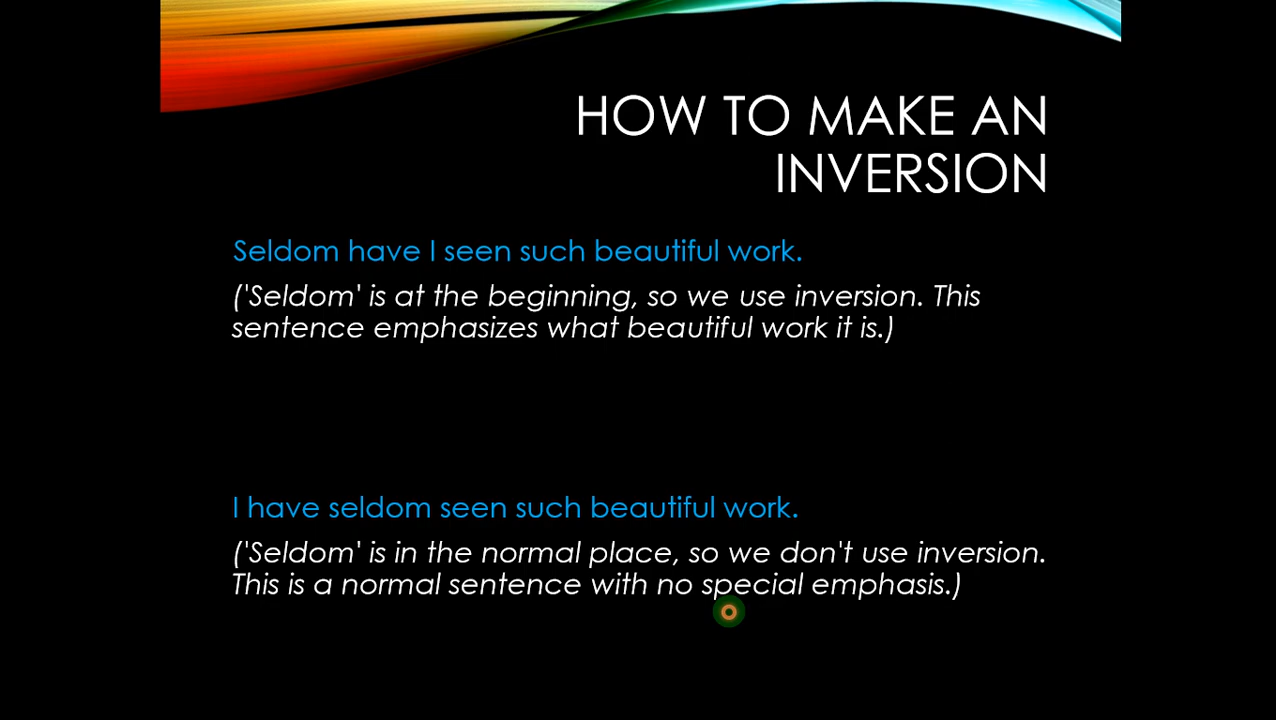 HOW TO MAKE AN
INVERSION
Seldom have I seen such beautiful work.
('Seldom' is at the beginning, so we use inversion. This
sentence emphasizes what beautiful work it is.)
I have seldom seen such beautiful work.
('Seldom' is in the normal place, so we don't use inversion.
This is a normal sentence with no special emphasis.)